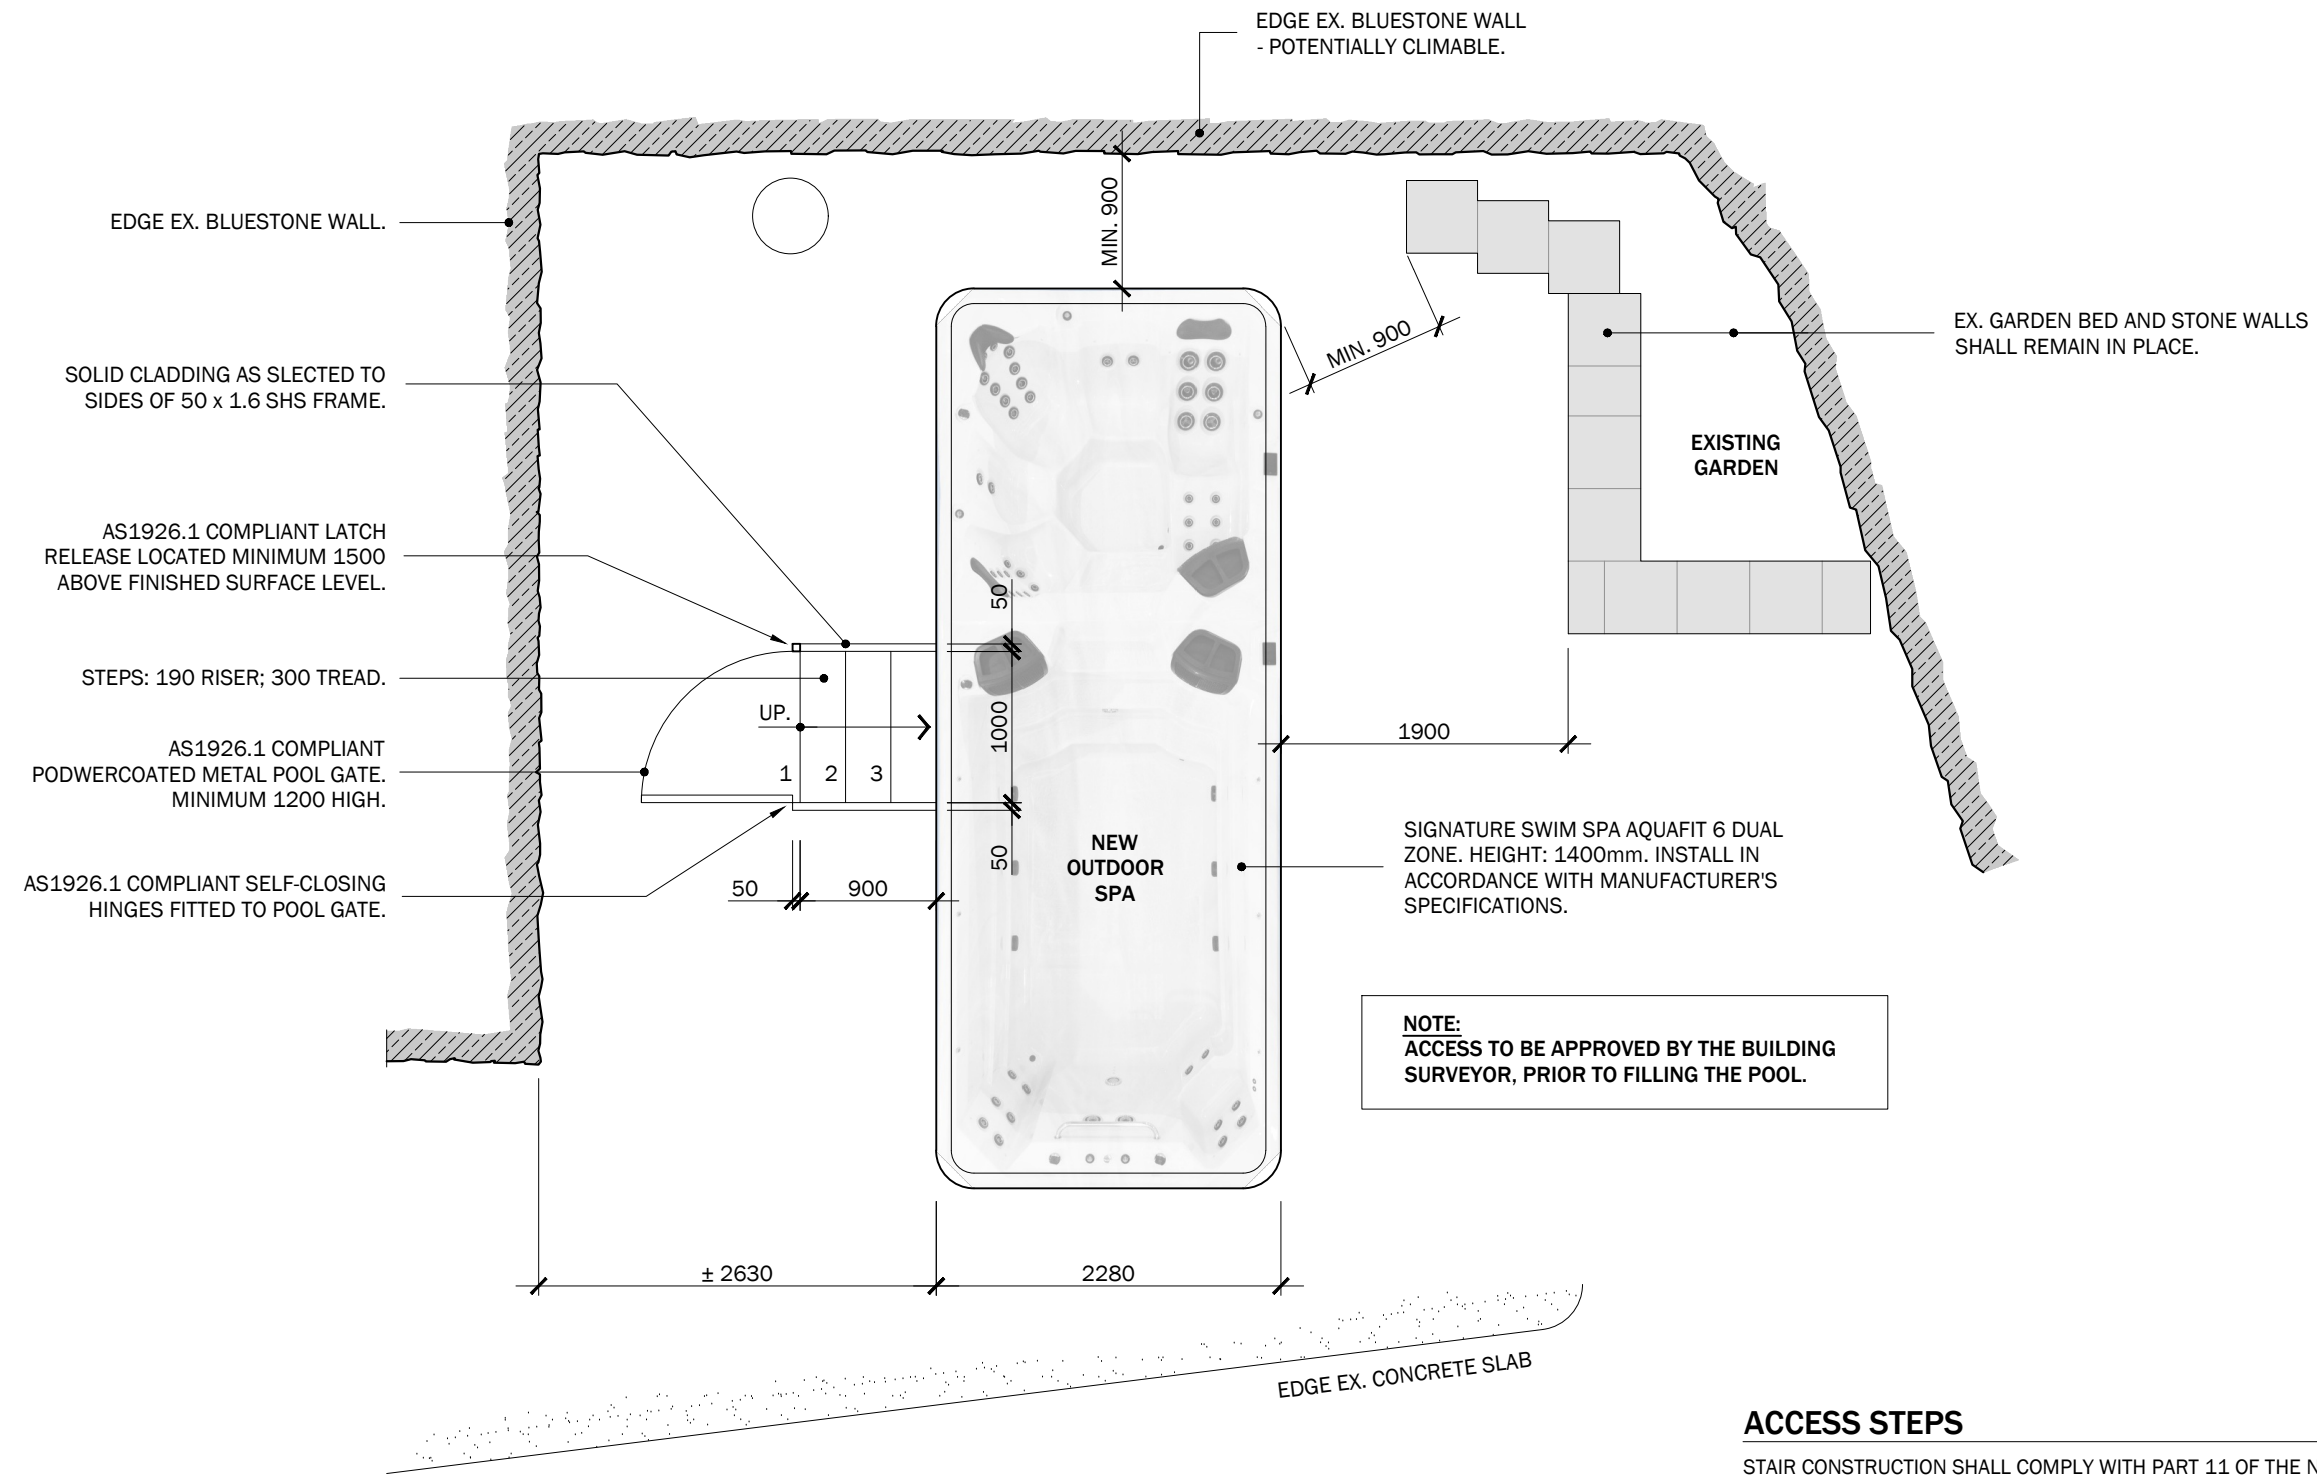 EDGE EX. BLUESTONE WALL
- POTENTIALLY CLIMABLE.
EDGE EX. BLUESTONE WALL.
MIN. 900
MIN. 900
EX. GARDEN BED AND STONE WALLS
SHALL REMAIN IN PLACE.
SOLID CLADDING AS SLECTED TO
SIDES OF 50 x 1.6 SHS FRAME.
EXISTING
GARDEN
AS1926.1 COMPLIANT LATCH
RELEASE LOCATED MINIMUM 1500
ABOVE FINISHED SURFACE LEVEL.
50
STEPS: 190 RISER; 300 TREAD.
UP.
1000
1900
AS1926.1 COMPLIANT
PODWERCOATED METAL POOL GATE.
MINIMUM 1200 HIGH.
1 2 3
SIGNATURE SWIM SPA AQUAFIT 6 DUAL
ZONE. HEIGHT: 1400mm. INSTALL IN
ACCORDANCE WITH MANUFACTURER'S
SPECIFICATIONS.
NEW
OUTDOOR
SPA
50
AS1926.1 COMPLIANT SELF-CLOSING
HINGES FITTED TO POOL GATE.
50 900
NOTE:
ACCESS TO BE APPROVED BY THE BUILDING
SURVEYOR, PRIOR TO FILLING THE POOL.
± 2630 2280
EDGE EX. CONCRETE SLAB
ACCESS STEPS
STAIR CONSTRUCTION SHALL COMPLY WITH PART 11 OF THE